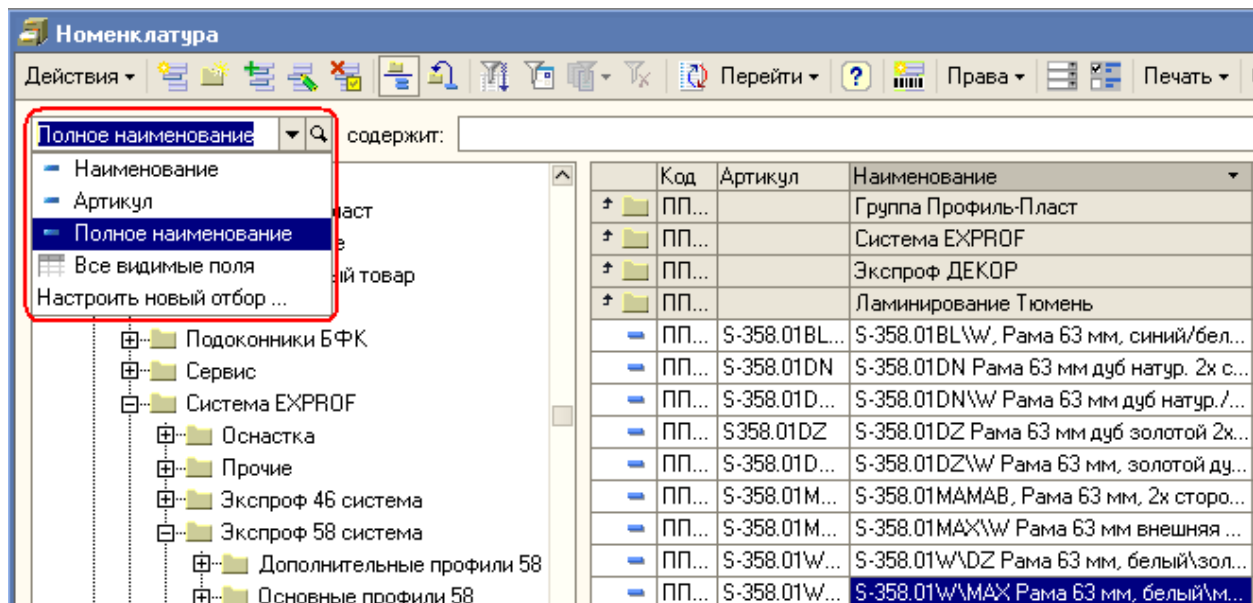 Номенклатура
Действия Перейти ? Права Печать
Полное наименование содержит:
Наименование
Артикул
Полное наименование
Все видимые поля
Настроить новый отбор ...
ый товар
Подоконники БФК
Сервис
Система EXPROF
Оснастка
Прочие
Экспроф 46 система
Экспроф 58 система
Дополнительные профили 58
Основные профили 58
Код Артикул Наименование
ПП... Группа Профиль-Пласт
ПП... Система EXPROF
ПП... Экспроф ДЕКОР
ПП... Ламинирование Тюмень
ПП... S-358.01BL... S-358.01BL\W, Рама 63 мм, синий/бел...
ПП... S-358.01DN S-358.01DN Рама 63 мм дуб натур. 2х с...
ПП... S-358.01D... S-358.01DN\W Рама 63 мм дуб натур./...
ПП... S358.01DZ S-358.01DZ Рама 63 мм дуб золотой 2х...
ПП... S-358.01D... S-358.01DZ\W Рама 63 мм, золотой ду...
ПП... S-358.01M... S-358.01MAMAB, Рама 63 мм, 2х сторо...
ПП... S-358.01M... S-358.01MAX\W Рама 63 мм внешняя ...
ПП... S-358.01W... S-358.01W\DZ Рама 63 мм, белый\зол...
ПП... S-358.01W... S-358.01W\MAX Рама 63 мм, белый\м...